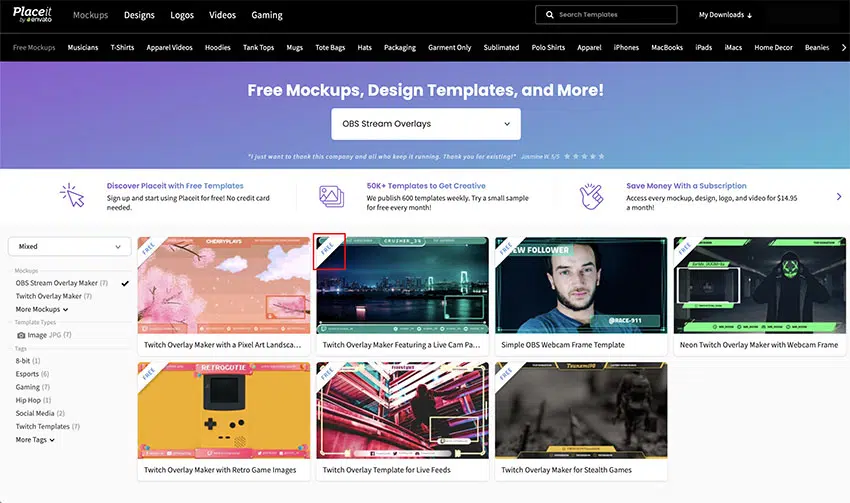 Placeit
by envato
Mockups Designs Logos Videos Gaming
Search Templates
My Downloads
Free Mockups Musicians T-Shirts Apparel Videos Hoodies Tank Tops Mugs Tote Bags Hats Packaging Garment Only Sublimated Polo Shirts Apparel iPhones MacBooks iPads iMacs Home Decor Beanies
Free Mockups, Design Templates, and More!
OBS Stream Overlays
"I just want to thank this company and all who keep it running. Thank you for existing!" Jasmine W. 5/5
Discover Placeit with Free Templates
Sign up and start using Placeit for free! No credit card
needed.
50K+ Templates to Get Creative
We publish 600 templates weekly. Try a small sample
for free every month!
Save Money With a Subscription
Access every mockup, design, logo, and video for $14.95
a month!
Mixed
Mockups
OBS Stream Overlay Maker (7)
Twitch Overlay Maker (7)
More Mockups
Template Types
Image JPG (7)
Tags
8-bit (1)
Esports (6)
Gaming (7)
Hip Hop (1)
Social Media (2)
Twitch Templates (7)
More Tags
FREE
CHERRYPLAYS
Twitch Overlay Maker with a Pixel Art Landsca...
FREE
CRUSHER_36
Twitch Overlay Maker Featuring a Live Cam Pa...
FREE
NEW FOLLOWER
@RACE-911
Simple OBS Webcam Frame Template
FREE
Neon Twitch Overlay Maker with Webcam Frame
FREE
RETROCUTIE
Twitch Overlay Maker with Retro Game Images
FREE
Twitch Overlay Template for Live Feeds
FREE
Twitch Overlay Maker for Stealth Games